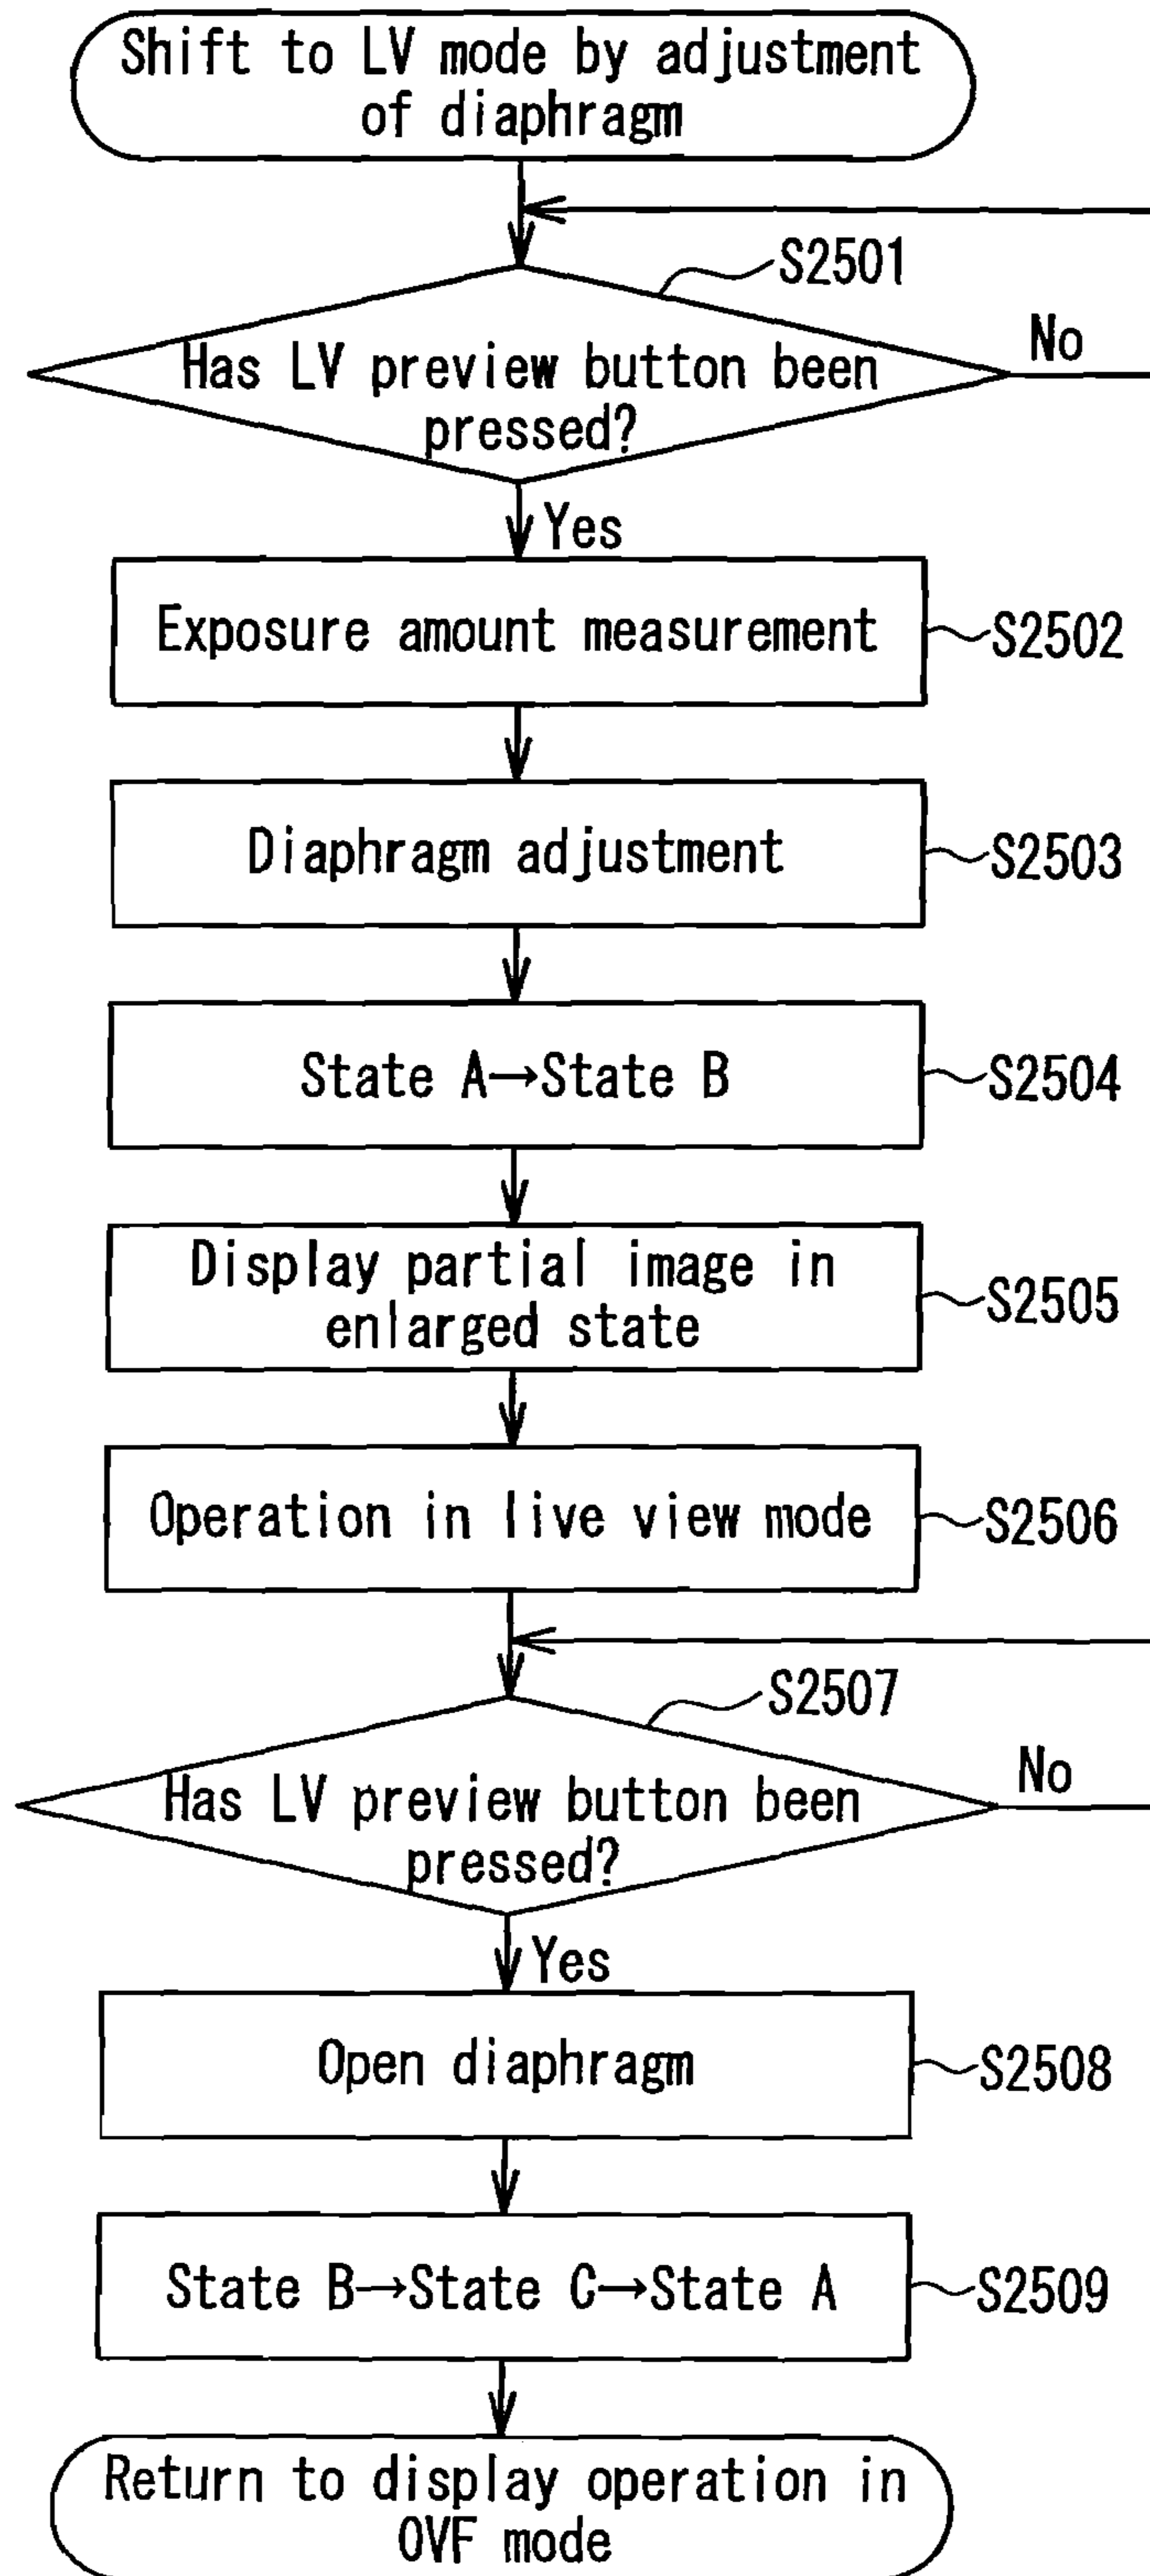 Shift to LV mode by adjustment
of diaphragm
S2501
Has LV preview button been
pressed?
No
Yes
Exposure amount measurement
S2502
Diaphragm adjustment
S2503
State A→State B
S2504
Display partial image in
enlarged state
S2505
Operation in live view mode
S2506
S2507
Has LV preview button been
pressed?
No
Yes
Open diaphragm
S2508
State B→State C→State A
S2509
Return to display operation in
OVF mode